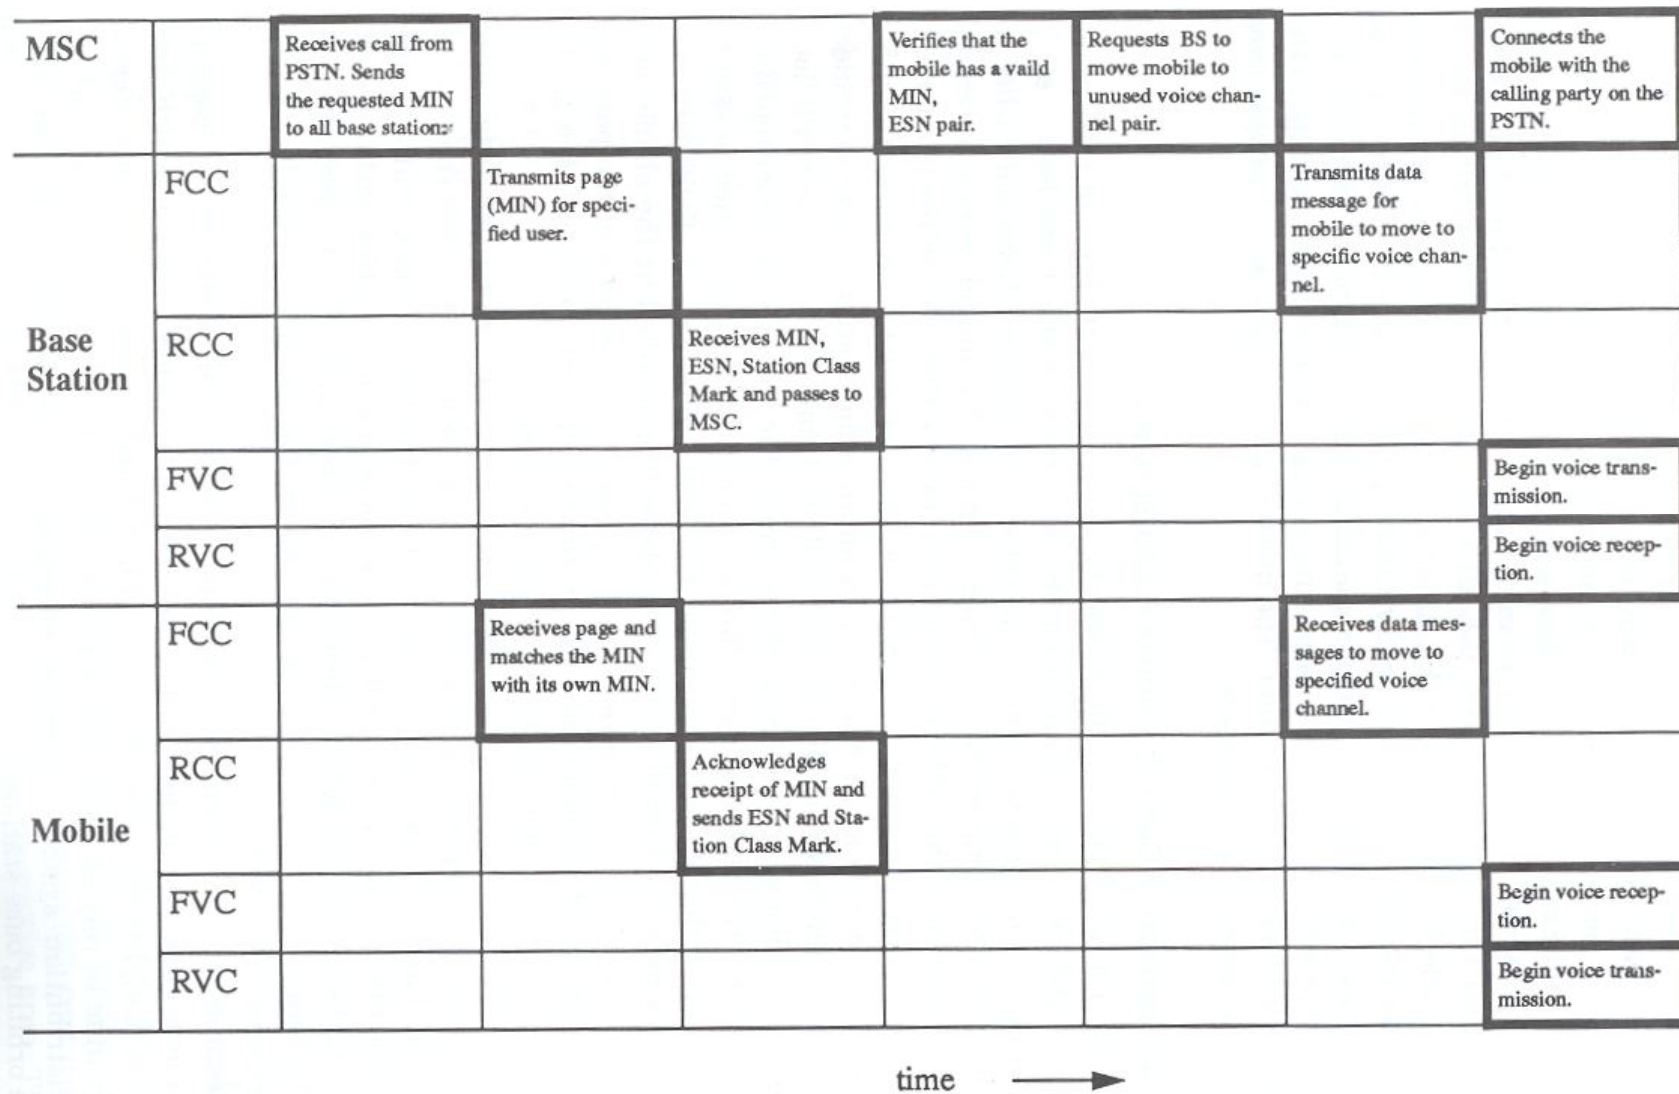 MSC
Receives call from
PSTN. Sends
the requested MIN
to all base stations
Verifies that the
mobile has a vaild
MIN,
ESN pair.
Requests BS to
move mobile to
unused voice chan-
nel pair.
Connects the
mobile with the
calling party on the
PSTN.
Base
Station
FCC
Transmits page
(MIN) for speci-
fied user.
Transmits data
message for
mobile to move to
specific voice chan-
nel.
RCC
Receives MIN,
ESN, Station Class
Mark and passes to
MSC.
FVC
Begin voice trans-
mission.
RVC
Begin voice recep-
tion.
Mobile
FCC
Receives page and
matches the MIN
with its own MIN.
Receives data mes-
sages to move to
specified voice
channel.
RCC
Acknowledges
receipt of MIN and
sends ESN and Sta-
tion Class Mark.
FVC
Begin voice recep-
tion.
RVC
Begin voice trans-
mission.
time